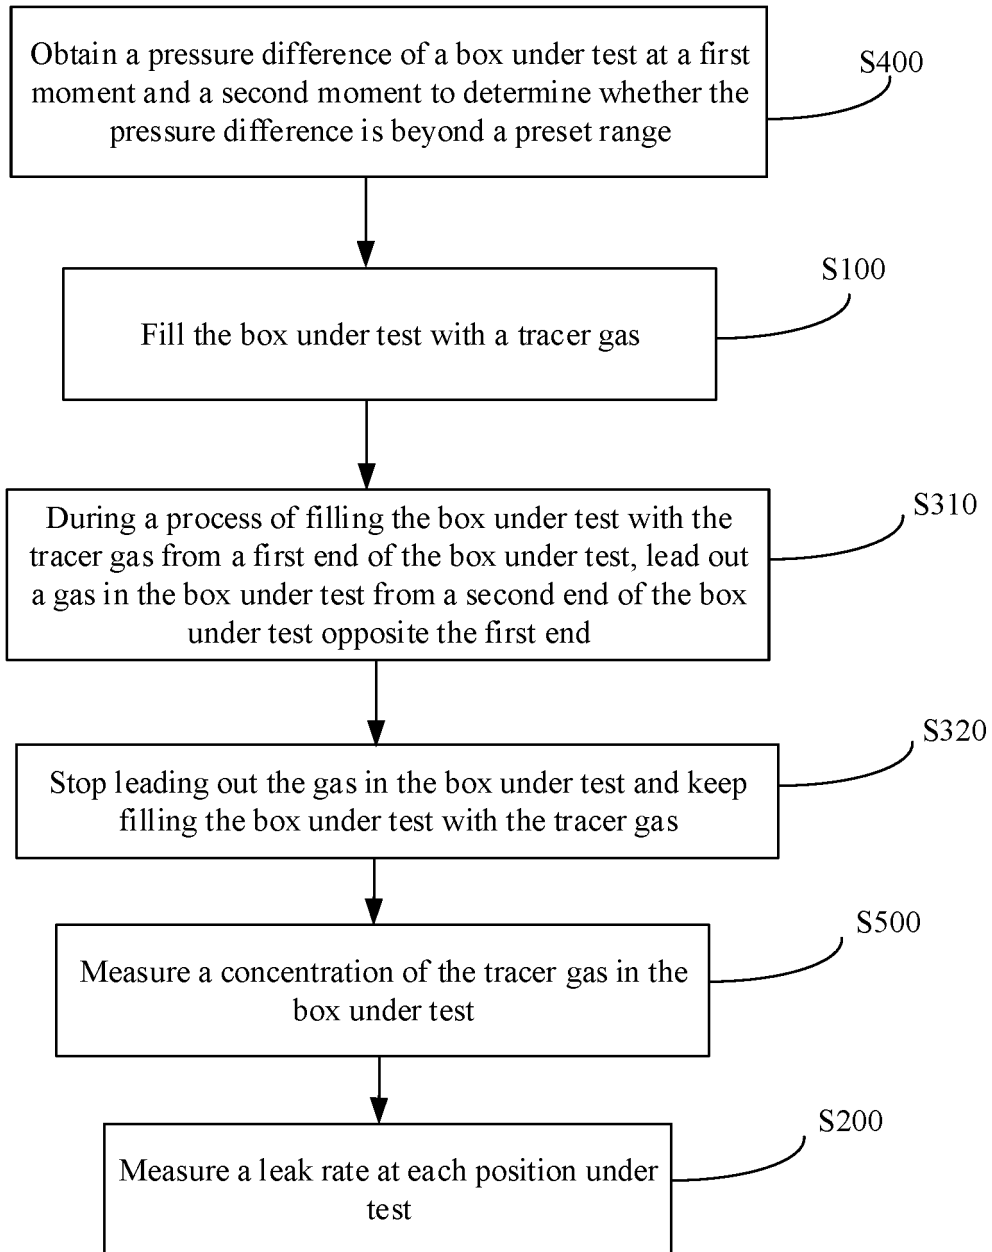 Obtain a pressure difference of a box under test at a first
moment and a second moment to determine whether the
pressure difference is beyond a preset range
S400
Fill the box under test with a tracer gas
S100
During a process of filling the box under test with the
tracer gas from a first end of the box under test, lead out
a gas in the box under test from a second end of the box
under test opposite the first end
S310
Stop leading out the gas in the box under test and keep
filling the box under test with the tracer gas
S320
Measure a concentration of the tracer gas in the
box under test
S500
Measure a leak rate at each position under
test
S200